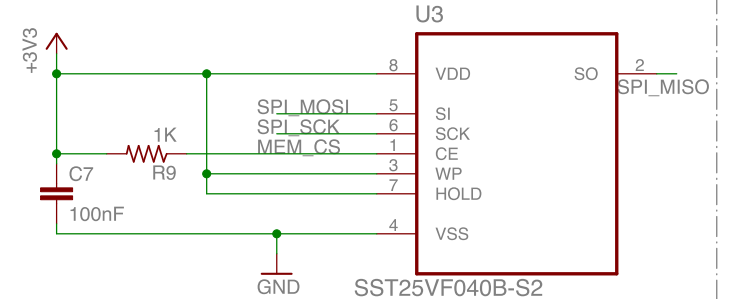 U3
+3V3
8
VDD
SO
2
SPI_MISO
SPI_MOSI
5
SI
SPI_SCK
6
SCK
1K
MEM_CS
1
CE
R9
3
WP
C7
7
HOLD
100nF
4
VSS
GND
SST25VF040B-S2